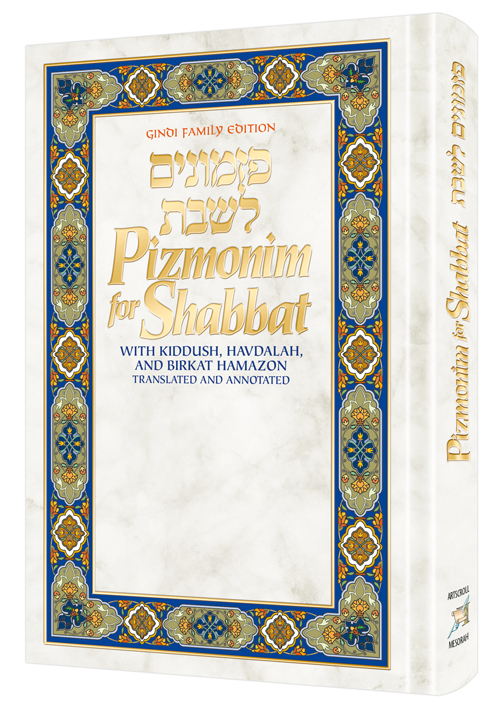 GINDI FAMILY EDITION
פזמונים
לשבת
Pizmonim
for Shabbat
WITH KIDDUSH, HAVDALAH,
AND BIRKAT HAMAZON
TRANSLATED AND ANNOTATED
פזמונים לשבת
Pizmonim for Shabbat
ARTSCROLL
MESORAH